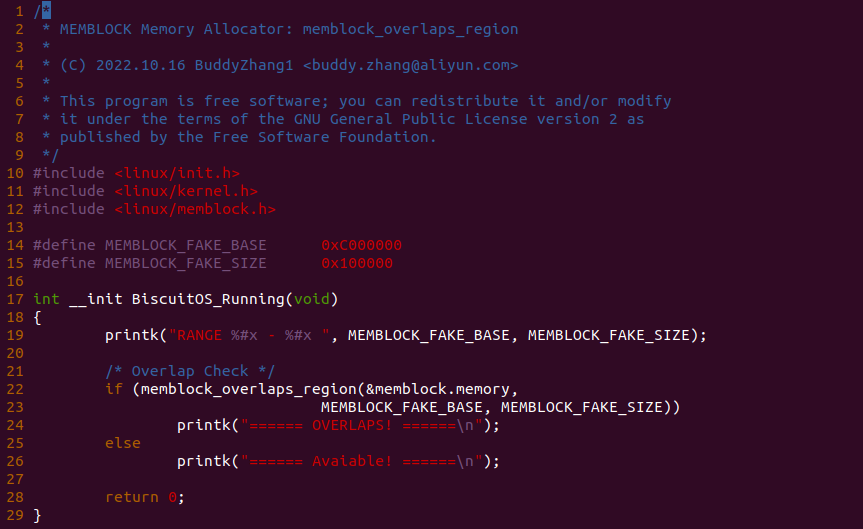 1 /*
2  * MEMBLOCK Memory Allocator: memblock_overlaps_region
3  *
4  * (C) 2022.10.16 BuddyZhang1 <buddy.zhang@aliyun.com>
5  *
6  * This program is free software; you can redistribute it and/or modify
7  * it under the terms of the GNU General Public License version 2 as
8  * published by the Free Software Foundation.
9  */
10 #include <linux/init.h>
11 #include <linux/kernel.h>
12 #include <linux/memblock.h>
13
14 #define MEMBLOCK_FAKE_BASE      0xC000000
15 #define MEMBLOCK_FAKE_SIZE      0x100000
16
17 int __init BiscuitOS_Running(void)
18 {
19         printk("RANGE %#x - %#x ", MEMBLOCK_FAKE_BASE, MEMBLOCK_FAKE_SIZE);
20
21         /* Overlap Check */
22         if (memblock_overlaps_region(&memblock.memory,
23                                 MEMBLOCK_FAKE_BASE, MEMBLOCK_FAKE_SIZE))
24                 printk("====== OVERLAPS! ======\n");
25         else
26                 printk("====== Avaiable! ======\n");
27
28         return 0;
29 }